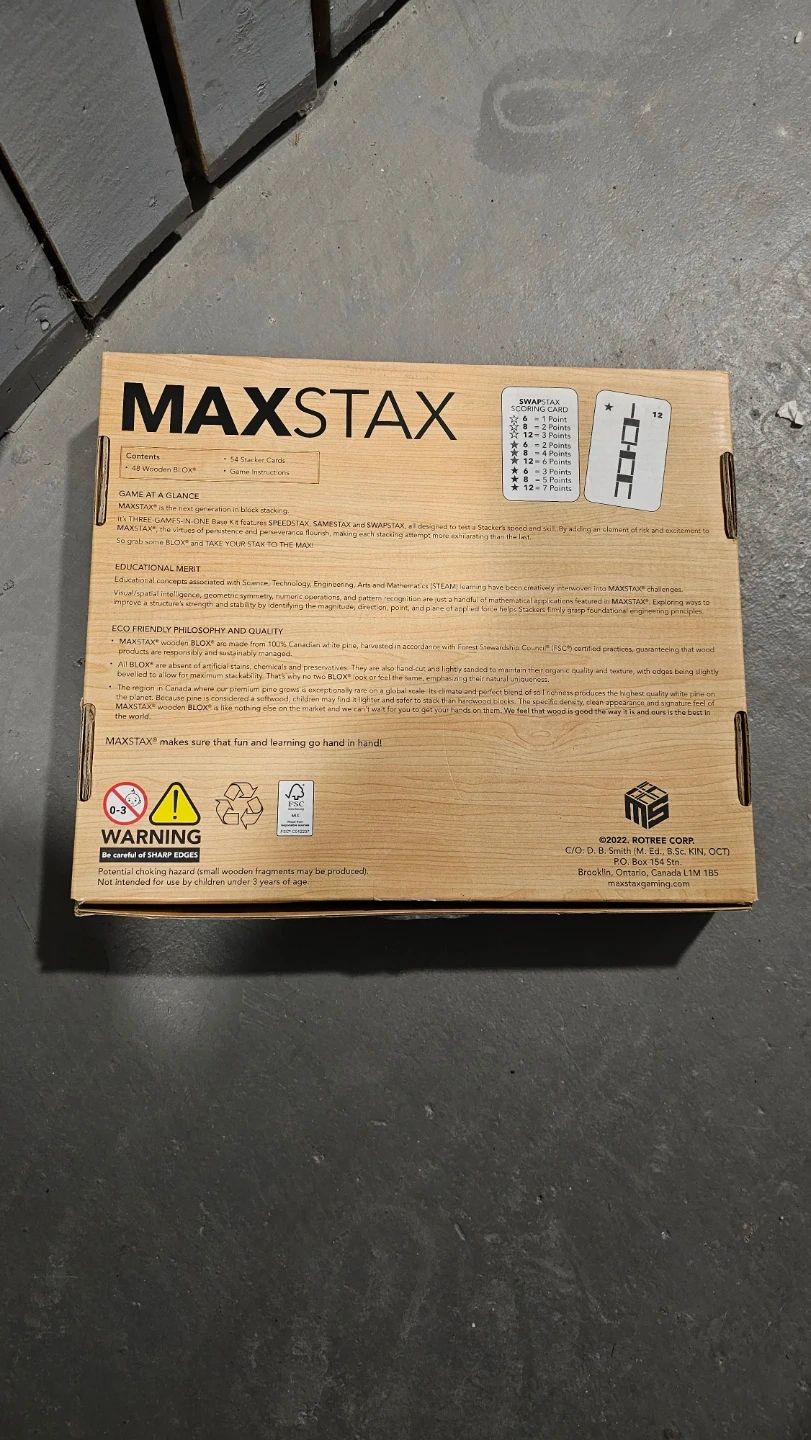 MAXSTAX
SWAPSTAX
SCORING CARD
☆ 6 = 1 Point
☆ 8 = 2 Points
☆ 12 = 3 Points
★ 6 = 2 Points
★ 8 = 4 Points
★ 12 = 6 Points
★ 6 = 3 Points
★ 8 = 5 Points
★ 12 = 7 Points
★ 12
Contents
• 48 Wooden BLOX®
• 54 Stacker Cards
• Game Instructions
GAME AT A GLANCE
MAXSTAX® is the next generation in block stacking.
It's THREE-GAMES-IN-ONE Base Kit features SPEEDSTAX, SAMESTAX and SWAPSTAX, all designed to test a Stacker's speed and skill. By adding an element of risk and excitement to
MAXSTAX®, the virtues of persistence and perseverance flourish, making each stacking attempt more exhilarating than the last.
So grab some BLOX® and TAKE YOUR STAX TO THE MAX!
EDUCATIONAL MERIT
Educational concepts associated with Science, Technology, Engineering, Arts and Mathematics (STEAM) learning have been creatively interwoven into MAXSTAX® challenges.
Visual/spatial intelligence, geometric symmetry, numeric operations, and pattern recognition are just a handful of mathematical applications featured in MAXSTAX®. Exploring ways to
improve a structure's strength and stability by identifying the magnitude, direction, point, and plane of applied force helps Stackers firmly grasp foundational engineering principles.
ECO FRIENDLY PHILOSOPHY AND QUALITY
• MAXSTAX® wooden BLOX® are made from 100% Canadian white pine, harvested in accordance with Forest Stewardship Council® (FSC®) certified practices, guaranteeing that wood
products are responsibly and sustainably managed.
• All BLOX® are absent of artificial stains, chemicals and preservatives. They are also hand-cut and lightly sanded to maintain their organic quality and texture, with edges being slightly
bevelled to allow for maximum stackability. That's why no two BLOX® look or feel the same, emphasizing their natural uniqueness.
• The region in Canada where our premium pine grows is exceptionally rare on a global scale. Its climate and perfect blend of soil richness produces the highest quality white pine on
the planet. Because pine is considered a softwood, children may find it lighter and safer to stack than hardwood blocks. The specific density, clean appearance and signature feel of
MAXSTAX® wooden BLOX® is like nothing else on the market and we can't wait for you to get your hands on them. We feel that wood is good the way it is and ours is the best in
the world.
MAXSTAX® makes sure that fun and learning go hand in hand!
0-3
WARNING
Be careful of SHARP EDGES
Potential choking hazard (small wooden fragments may be produced).
Not intended for use by children under 3 years of age.
FSC
MIX
©2022. ROTREE CORP.
C/O: D. B. Smith (M. Ed., B.Sc. KIN, OCT)
P.O. Box 154 Stn.
Brooklin, Ontario, Canada L1M 1B5
maxstaxgaming.com